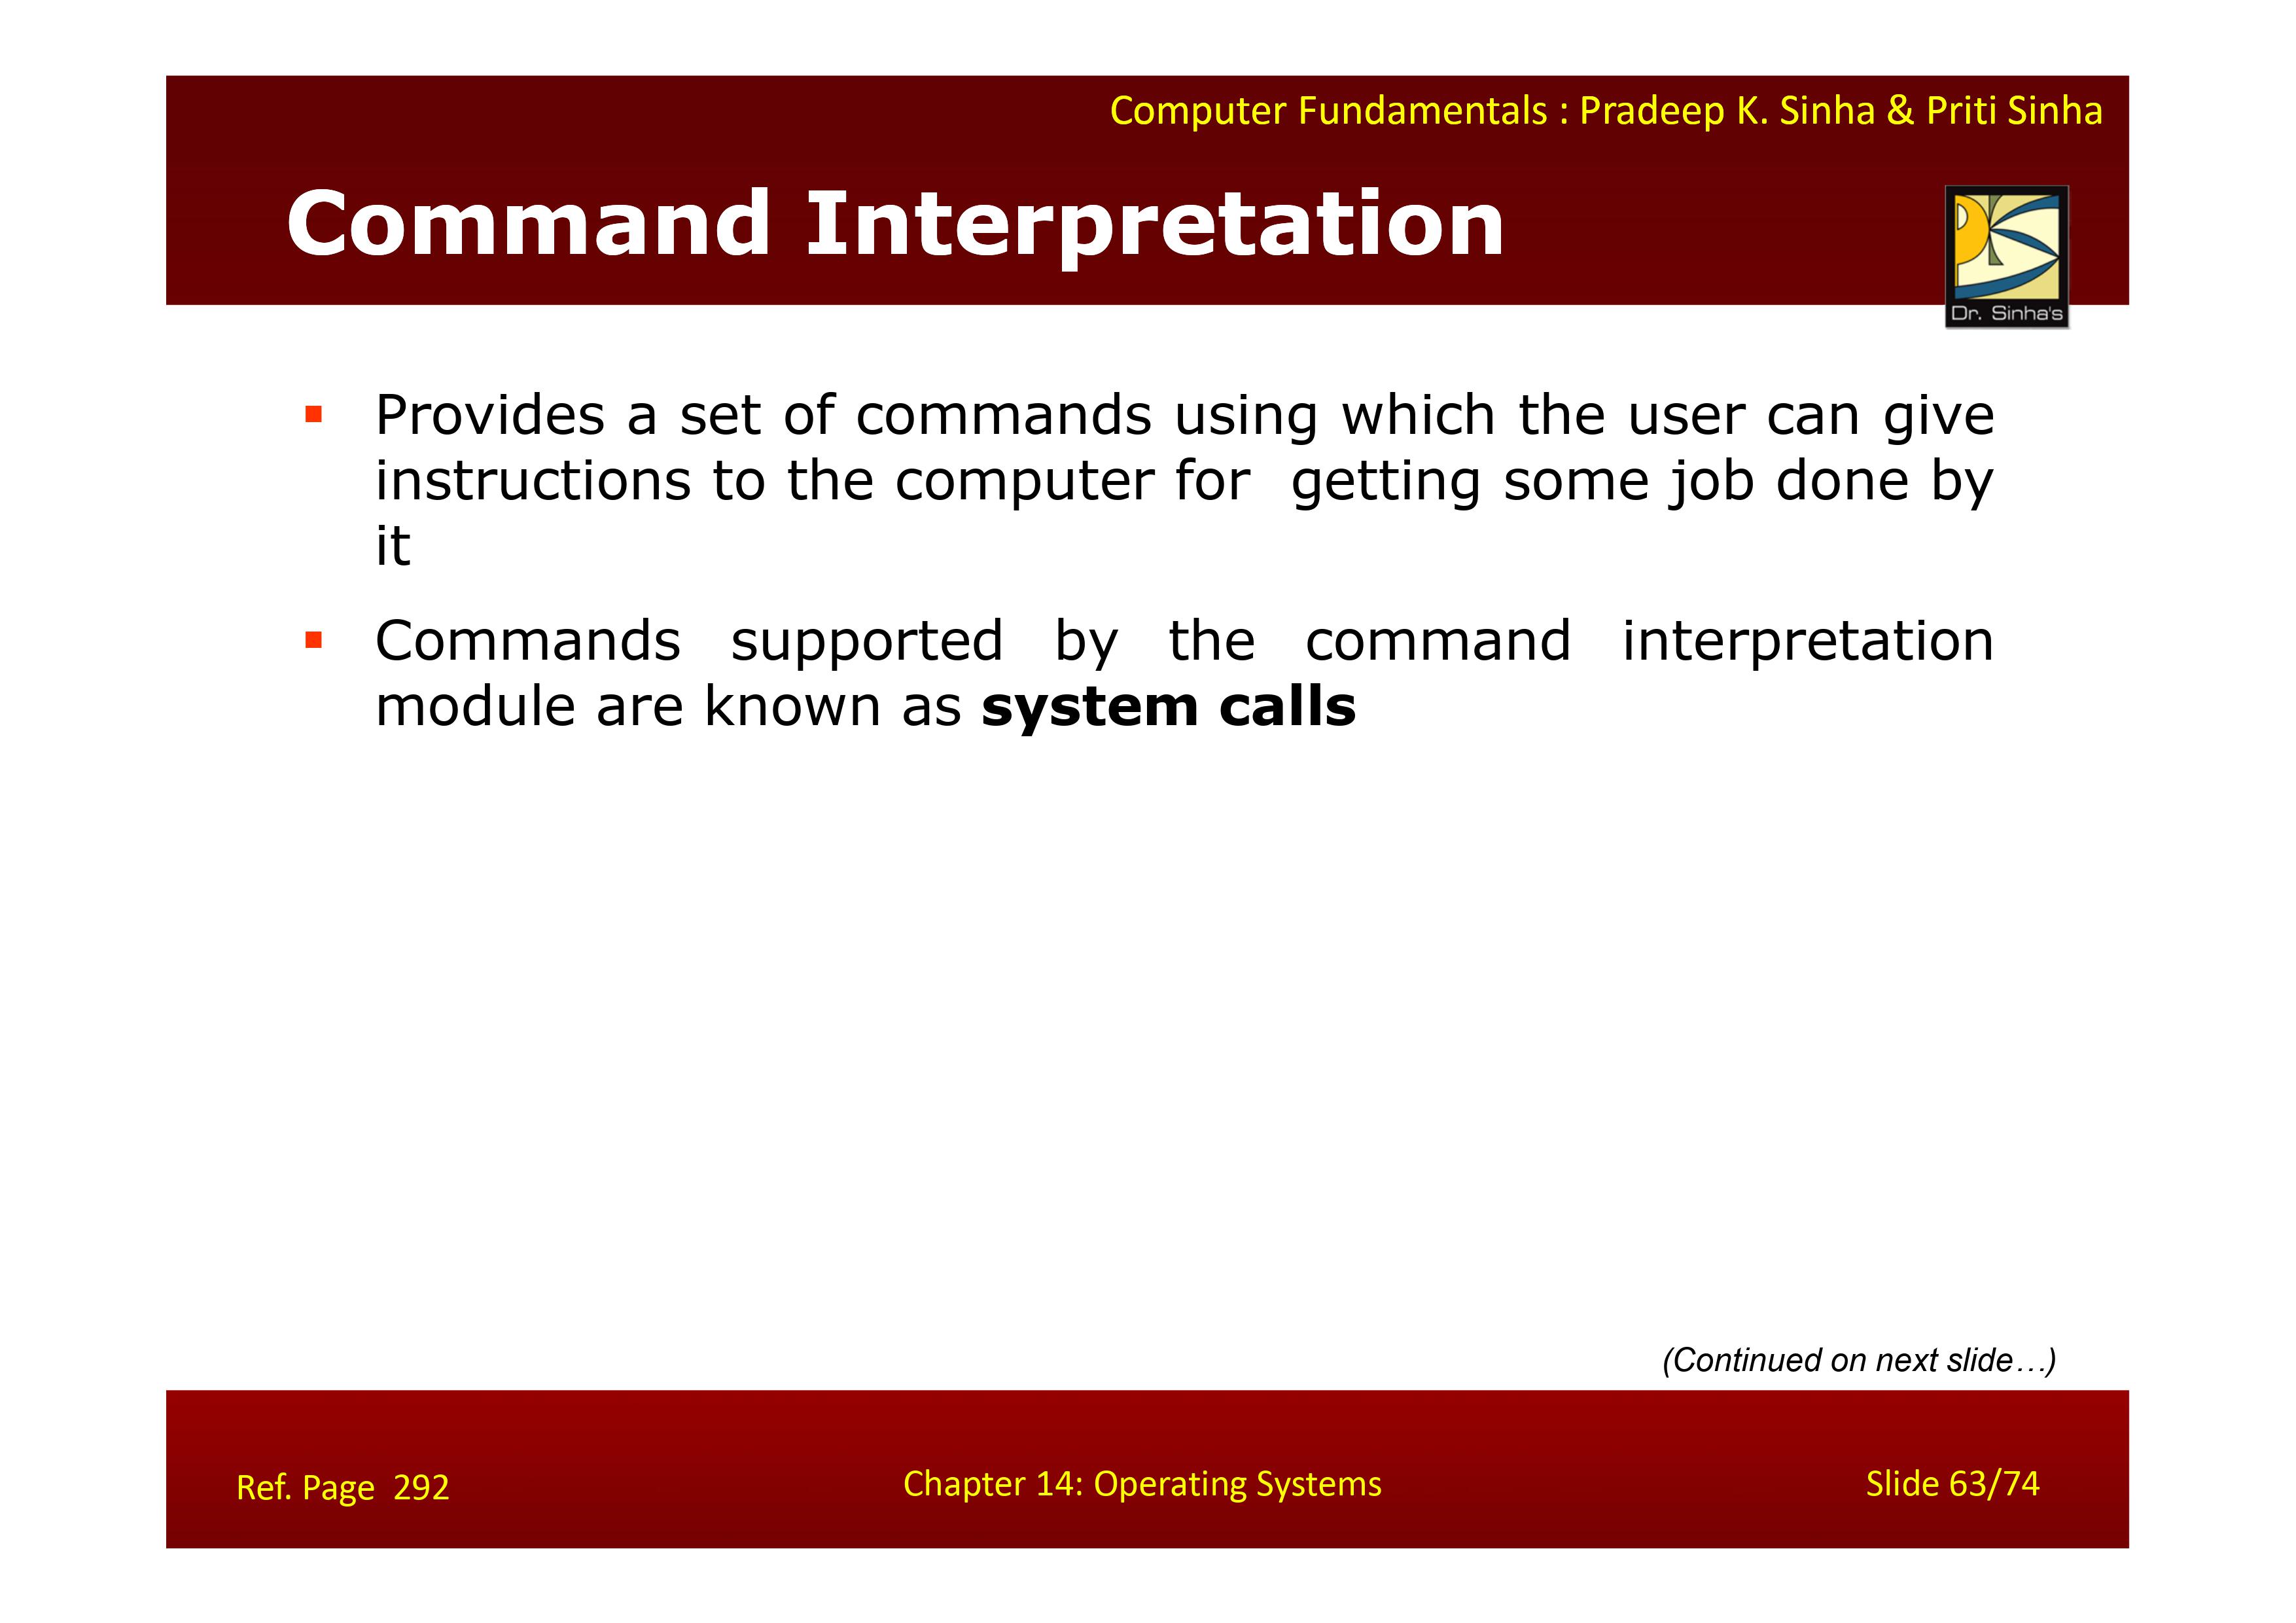 Computer Fundamentals : Pradeep K. Sinha & Priti Sinha
Command Interpretation
Dr. Sinha's
▪ Provides a set of commands using which the user can give
instructions to the computer for  getting some job done by
it
▪ Commands supported by the command interpretation
module are known as system calls
(Continued on next slide…)
Ref. Page  292
Chapter 14: Operating Systems
Slide 63/74